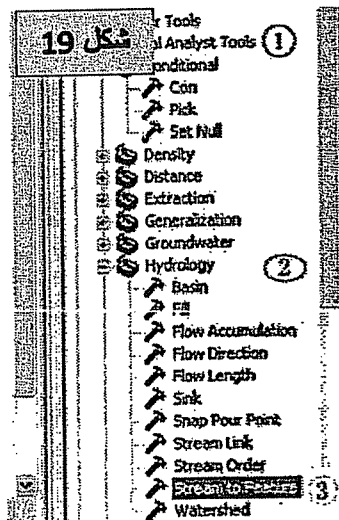 شكل 19
r Tools
l Analyst Tools 1
onditional
Con
Pick
Set Null
Density
Distance
Extraction
Generalization
Groundwater
Hydrology 2
Basin
Fill
Flow Accumulation
Flow Direction
Flow Length
Sink
Snap Pour Point
Stream Link
Stream Order
Stream to Feature 3
Watershed